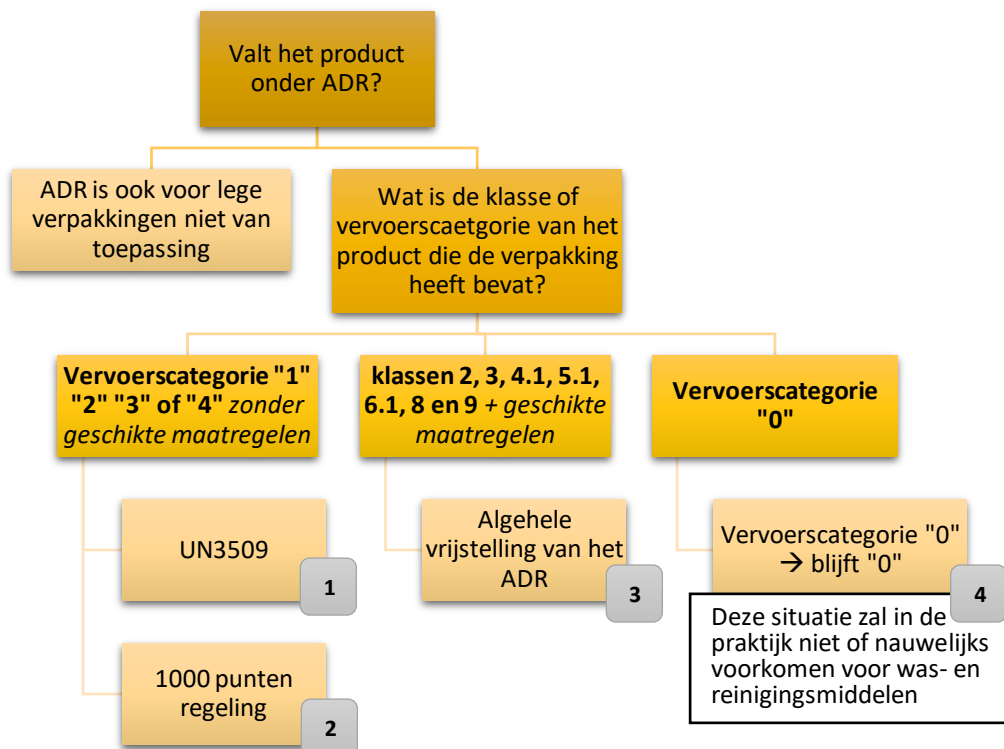 Valt het product
onder ADR?
ADR is ook voor lege
verpakkingen niet van
toepassing
Wat is de klasse of
vervoerscaetgorie van het
product die de verpakking
heeft bevat?
Vervoerscategorie "1"
"2" "3" of "4" zonder
geschikte maatregelen
klassen 2, 3, 4.1, 5.1,
6.1, 8 en 9 + geschikte
maatregelen
Vervoerscategorie
"0"
UN3509
1
Algehele
vrijstelling van het
ADR
3
Vervoerscategorie "0"
→ blijft "0"
4
Deze situatie zal in de
praktijk niet of nauwelijks
voorkomen voor was- en
reinigingsmiddelen
1000 punten
regeling
2